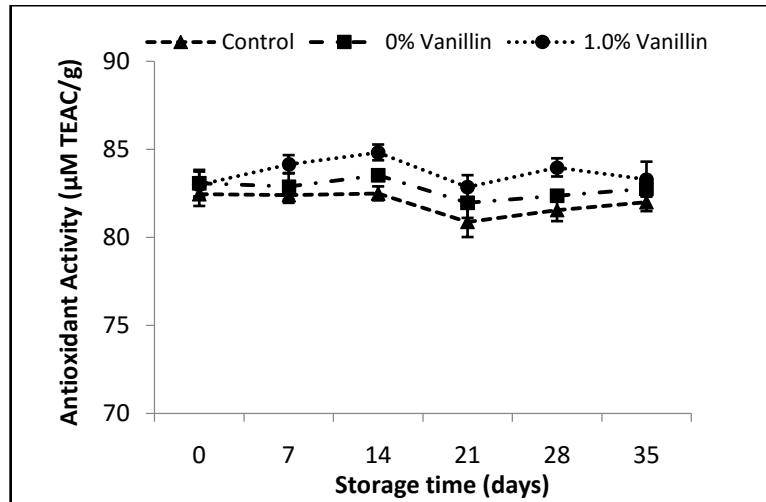 Control 0% Vanillin 1.0% Vanillin
Antioxidant Activity (µM TEAC/g)
90
85
80
75
70
0 7 14 21 28 35
Storage time (days)